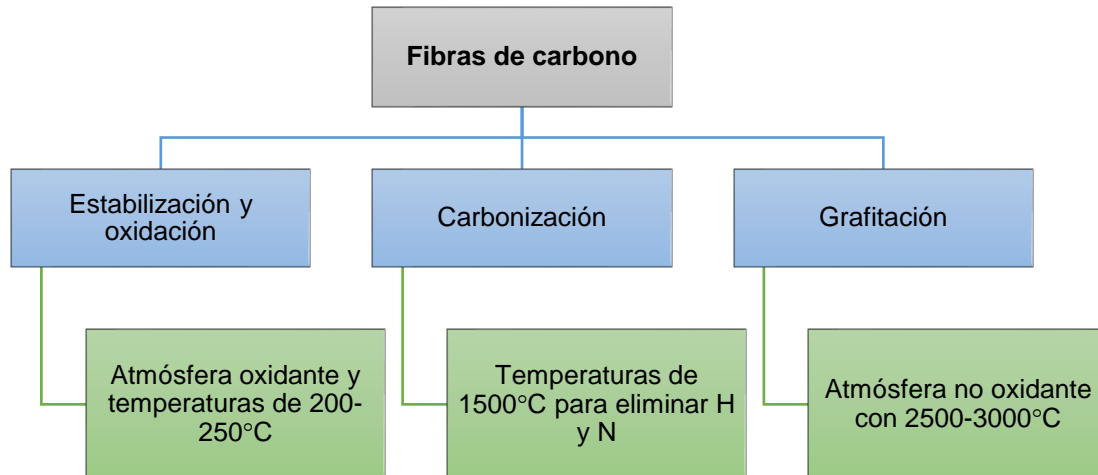 Fibras de carbono
Estabilización y
oxidación
Carbonización
Grafitación
Atmósfera oxidante y
temperaturas de 200-
250°C
Temperaturas de
1500°C para eliminar H
y N
Atmósfera no oxidante
con 2500-3000°C